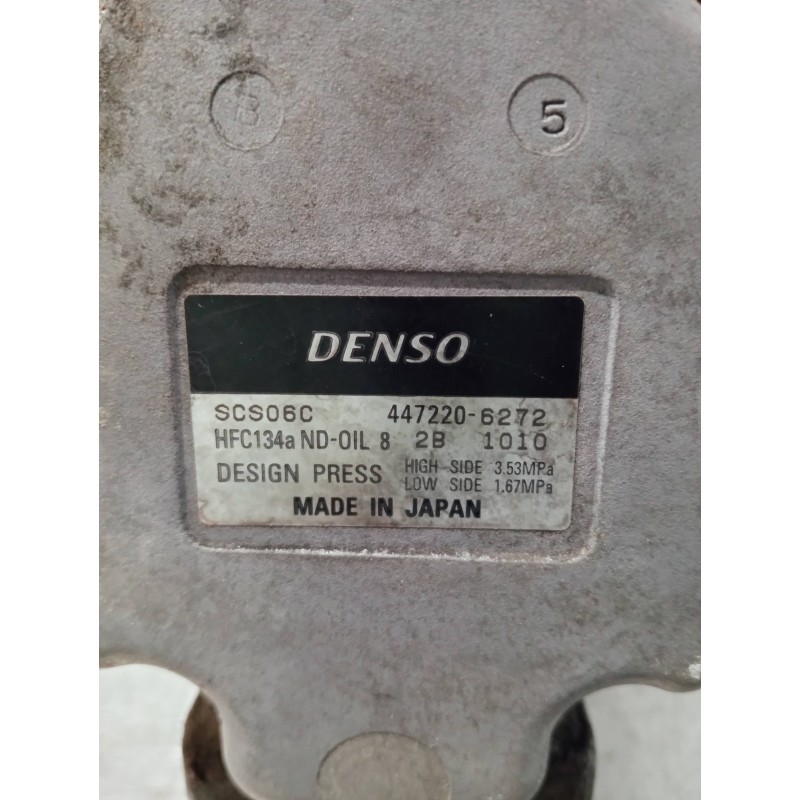 5
DENSO
SCS06C 447220-6272
HFC134a ND-OIL 8 2B 1010
DESIGN PRESS HIGH SIDE 3.53MPa
LOW SIDE 1.67MPa
MADE IN JAPAN